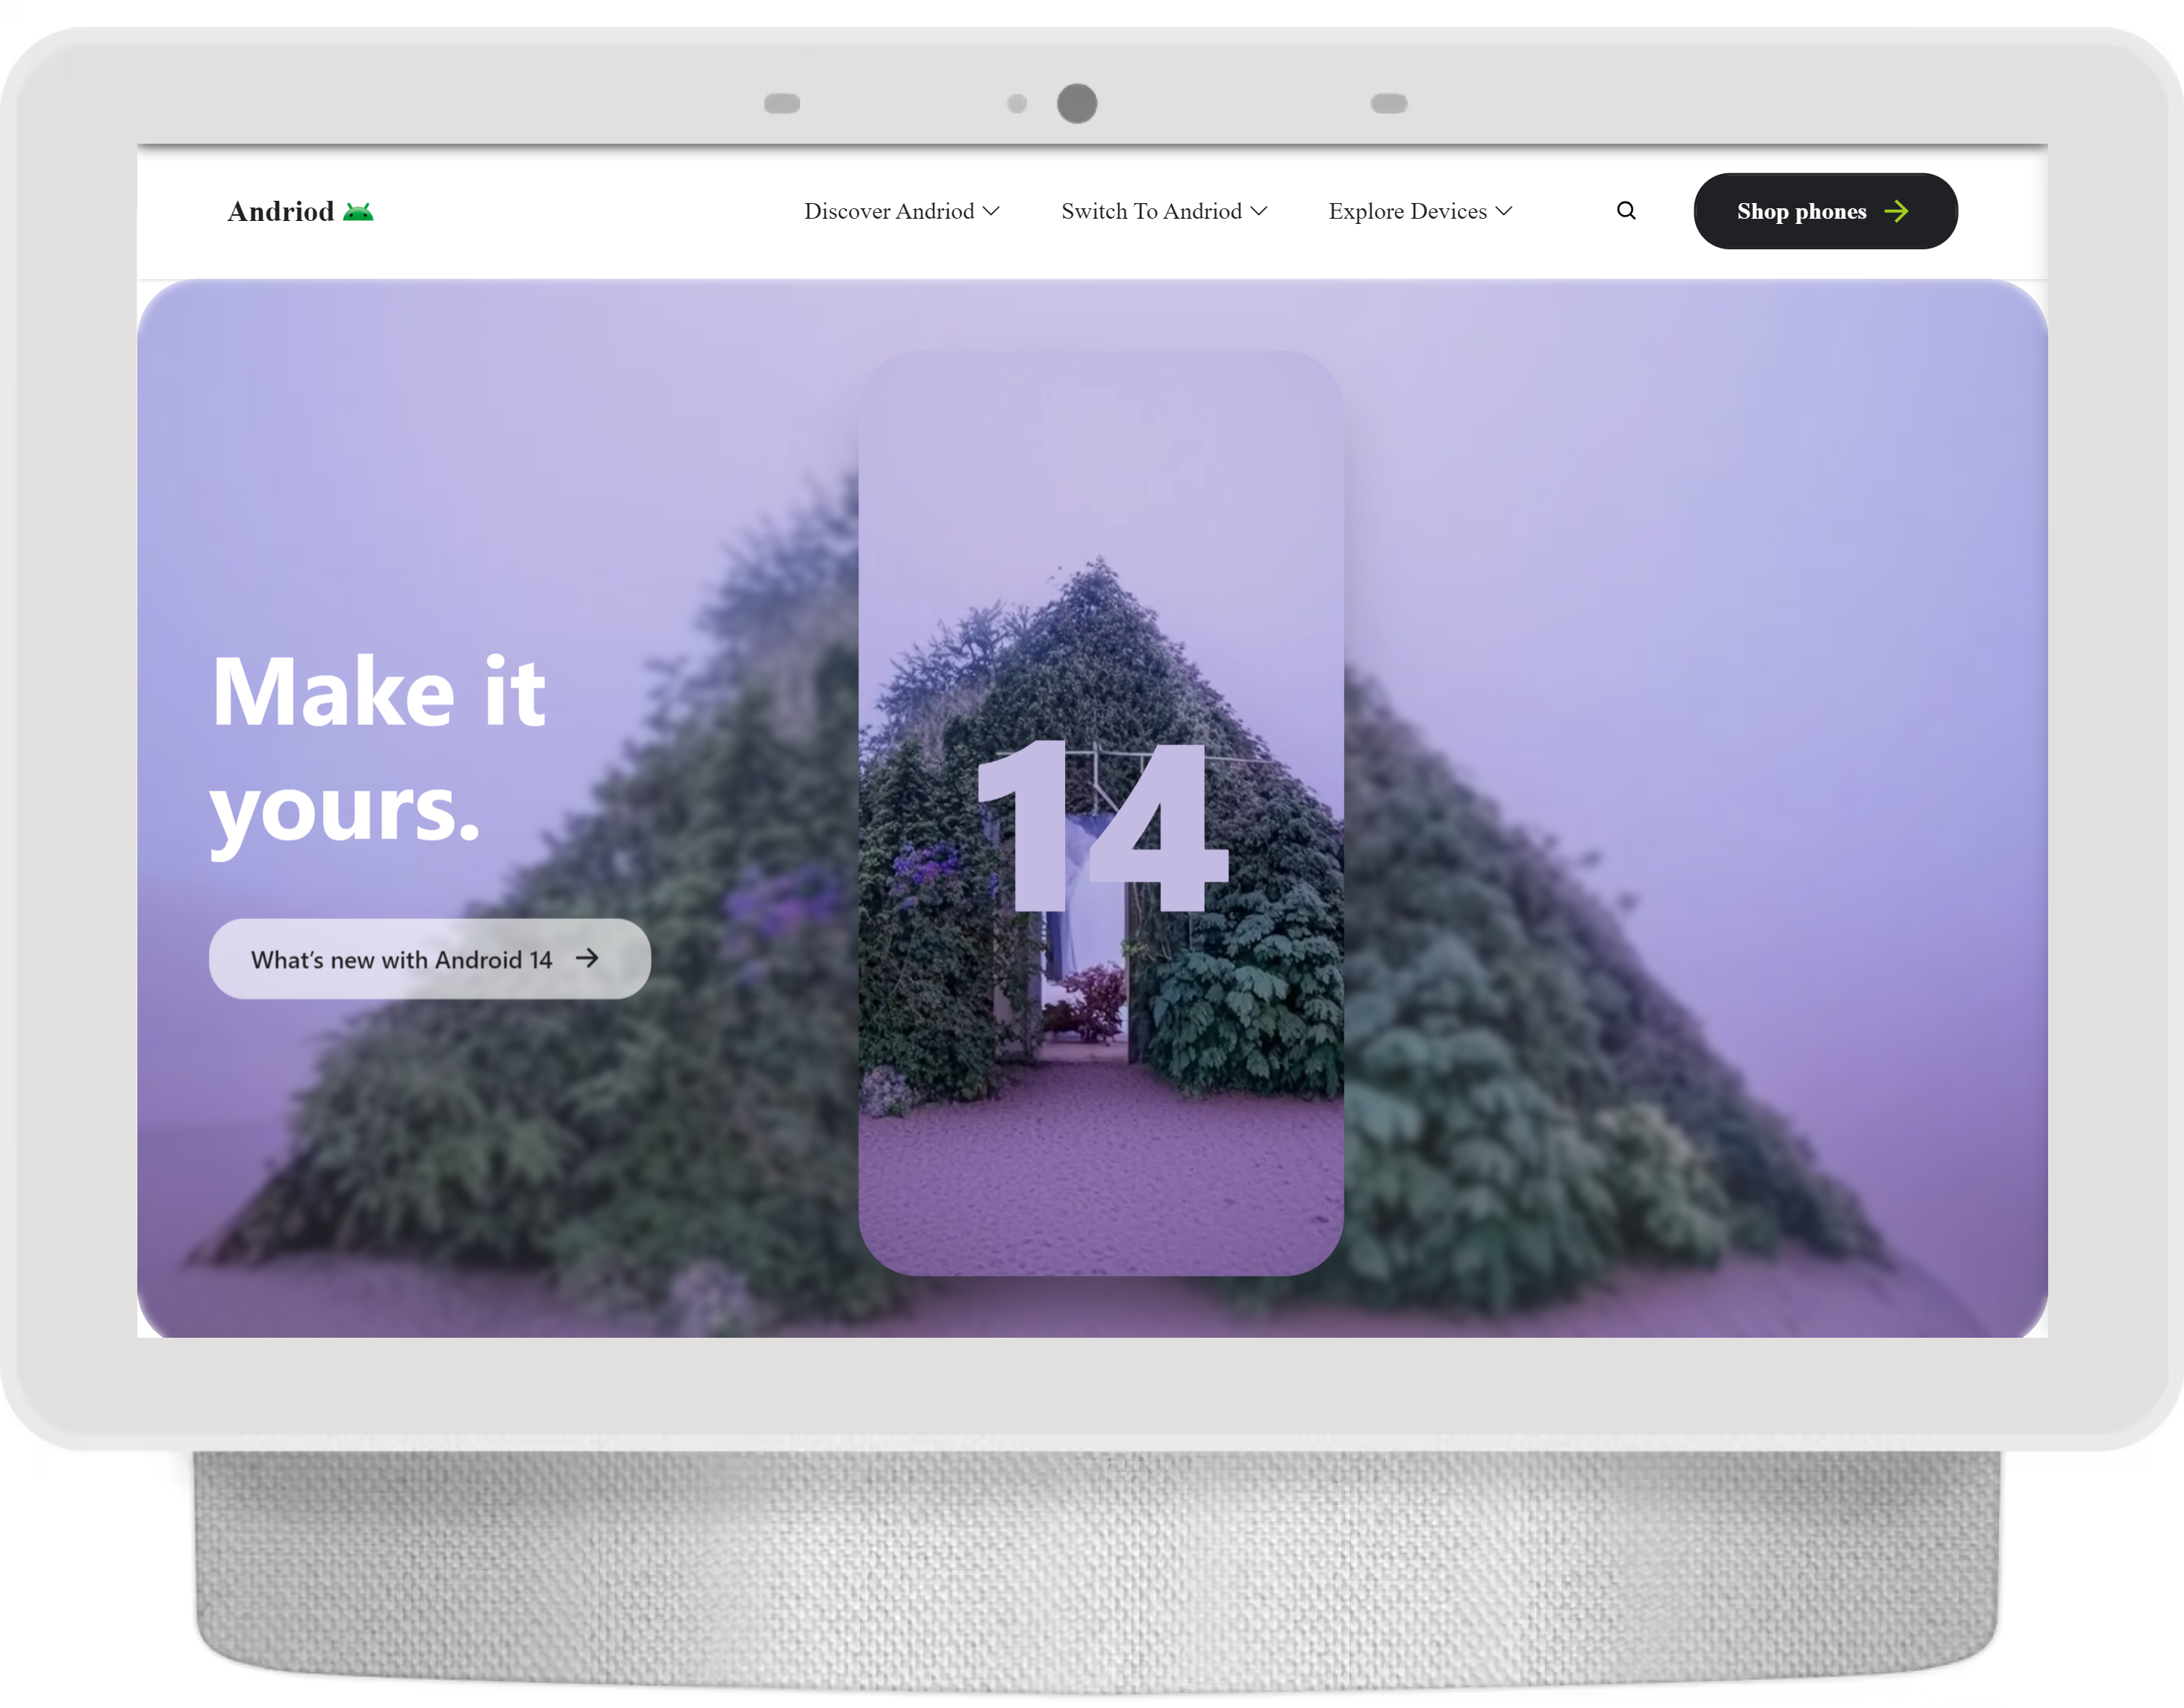 Andriod
Discover Andriod
Switch To Andriod
Explore Devices
Shop phones
Make it
yours.
14
What's new with Android 14